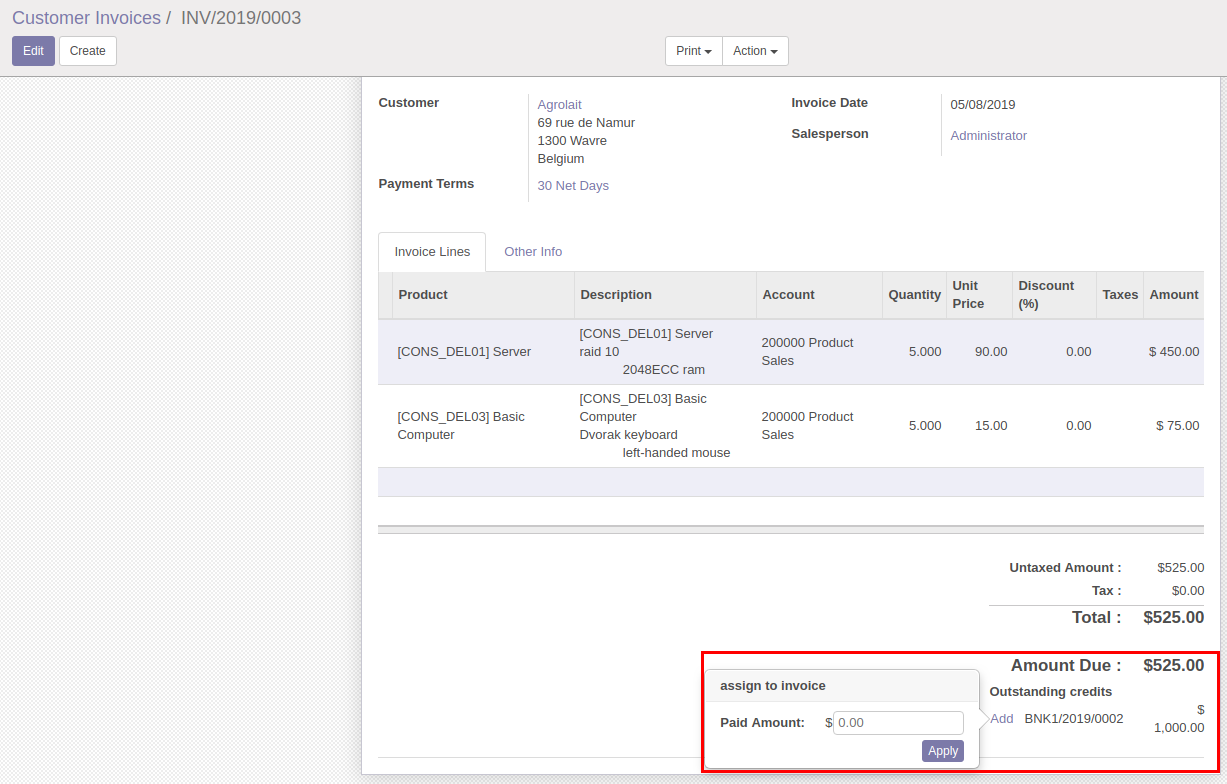 Customer Invoices / INV/2019/0003
Edit Create Print Action
Customer
Agrolait
69 rue de Namur
1300 Wavre
Belgium
Payment Terms
30 Net Days
Invoice Date 05/08/2019
Salesperson Administrator
Invoice Lines Other Info
Product Description Account Quantity Unit Price Discount (%) Taxes Amount
[CONS_DEL01] Server
[CONS_DEL01] Server
raid 10
2048ECC ram
200000 Product
Sales
5.000 90.00 0.00 $ 450.00
[CONS_DEL03] Basic
Computer
[CONS_DEL03] Basic
Computer
Dvorak keyboard
left-handed mouse
200000 Product
Sales
5.000 15.00 0.00 $ 75.00
Untaxed Amount : $525.00
Tax : $0.00
Total : $525.00
Amount Due : $525.00
assign to invoice
Paid Amount: $ 0.00
Apply
Outstanding credits
Add BNK1/2019/0002 $
1,000.00